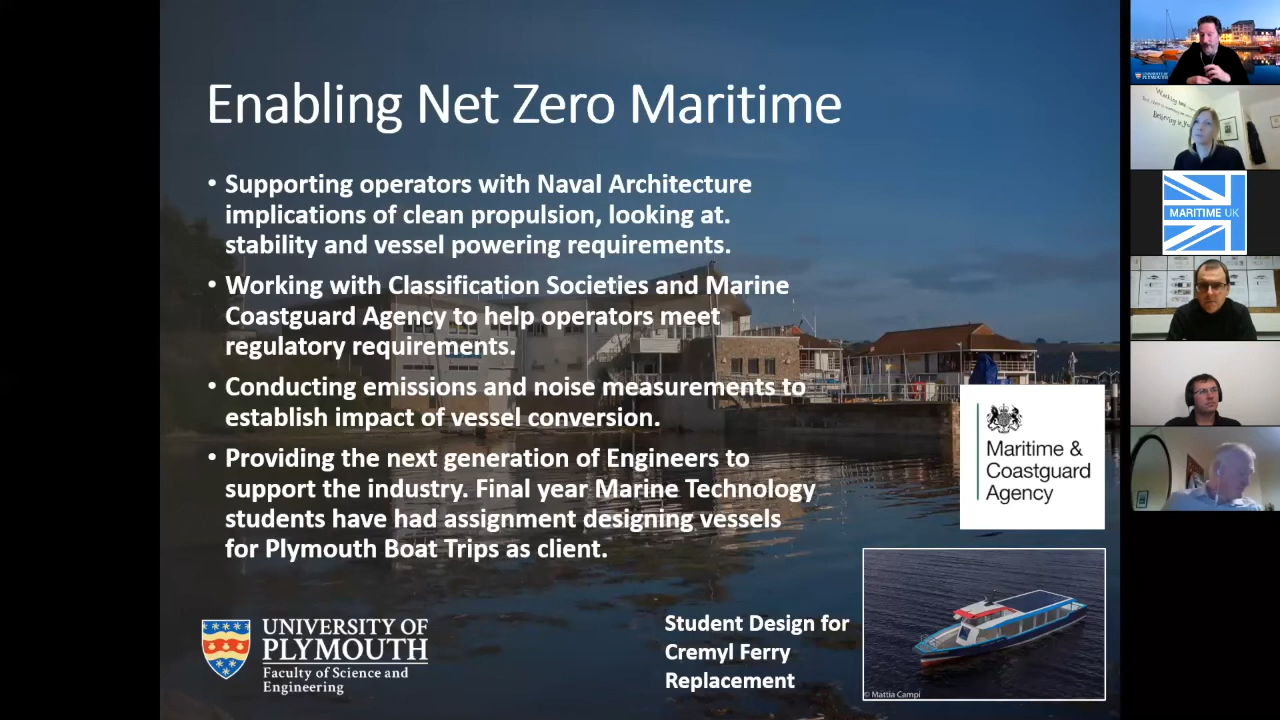 Enabling Net Zero Maritime
• Supporting operators with Naval Architecture
implications of clean propulsion, looking at.
stability and vessel powering requirements.
• Working with Classification Societies and Marine
Coastguard Agency to help operators meet
regulatory requirements.
• Conducting emissions and noise measurements to
establish impact of vessel conversion.
• Providing the next generation of Engineers to
support the industry. Final year Marine Technology
students have had assignment designing vessels
for Plymouth Boat Trips as client.
Maritime &
Coastguard
Agency
UNIVERSITY OF
PLYMOUTH
Faculty of Science and
Engineering
Student Design for
Cremyl Ferry
Replacement
© Mattia Campi
UNIVERSITY OF
PLYMOUTH
MARITIME UK